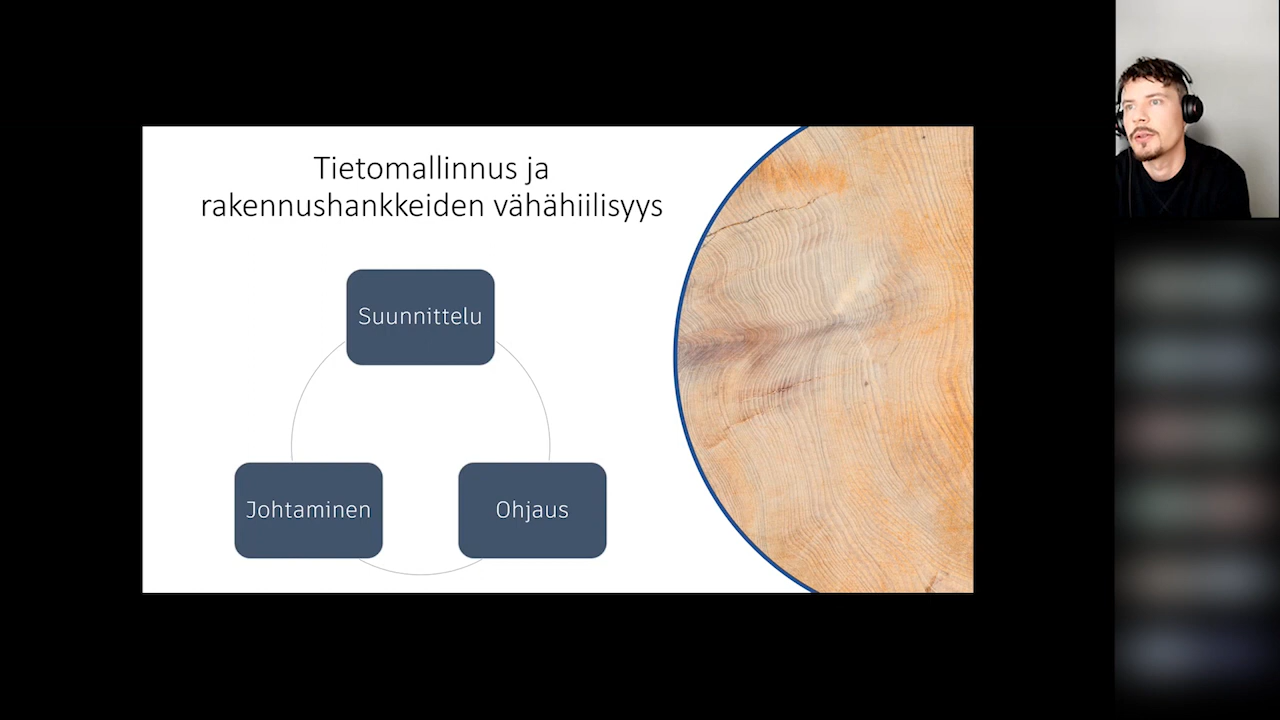 Tietomallinnus ja
rakennushankkeiden vähähiilisyys
Suunnittelu
Johtaminen
Ohjaus